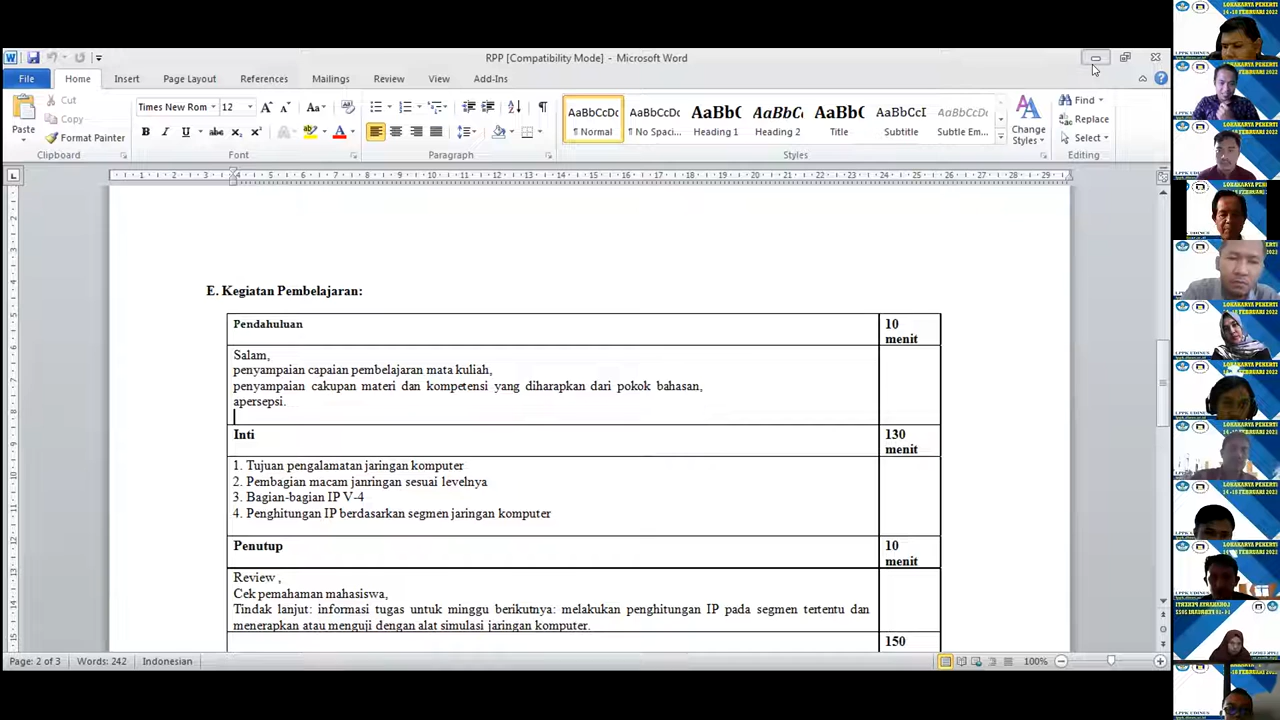 RPP [Compatibility Mode] - Microsoft Word
File Home Insert Page Layout References Mailings Review View Add-Ins
Paste
Cut
Copy
Format Painter
Clipboard
Times New Rom 12
Font
Paragraph
AaBbCcDc AaBbCcDc AaBbC AaBbCc AaBbC AaBbCcI AaBbCcDc
¶ Normal ¶ No Spaci... Heading 1 Heading 2 Title Subtitle Subtle Em...
Styles
Change
Styles
Find
Replace
Select
Editing
E. Kegiatan Pembelajaran:
Pendahuluan 10
menit
Salam,
penyampaian capaian pembelajaran mata kuliah,
penyampaian cakupan materi dan kompetensi yang diharapkan dari pokok bahasan,
apersepsi.
Inti 130
menit
1. Tujuan pengalamatan jaringan komputer
2. Pembagian macam janringan sesuai levelnya
3. Bagian-bagian IP V-4
4. Penghitungan IP berdasarkan segmen jaringan komputer
Penutup 10
menit
Review ,
Cek pemahaman mahasiswa,
Tindak lanjut: informasi tugas untuk minggu berikutnya: melakukan penghitungan IP pada segmen tertentu dan
menerapkan atau menguji dengan alat simulasi jaringan komputer.
150
Page: 2 of 3 Words: 242 Indonesian 100%
LOKAKARYA PEKERTI
14 -18 FEBRUARI 2022